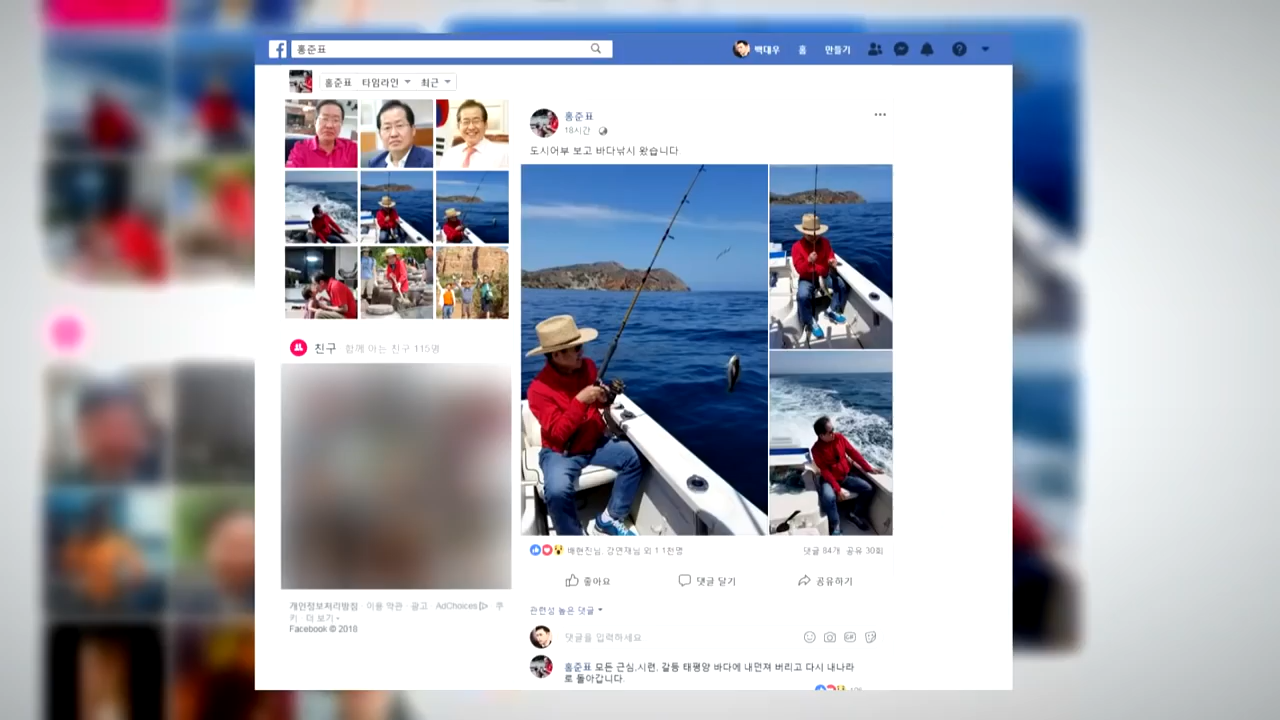 홍준표
백대우 홈 만들기
홍준표 타임라인 최근
홍준표
18시간
도시어부 보고 바다낚시 왔습니다
친구 함께 아는 친구 115명
배현진님, 강연재님 외 1.1천명
댓글 84개 공유 30회
좋아요 댓글 달기 공유하기
관련성 높은 댓글
댓글을 입력하세요
홍준표 모든 근심,시련, 갈등 태평양 바다에 내던져 버리고 다시 내나라
로 돌아갑니다.
개인정보처리방침 · 이용 약관 · 광고 · AdChoices · 쿠
키 · 더 보기
Facebook © 2018